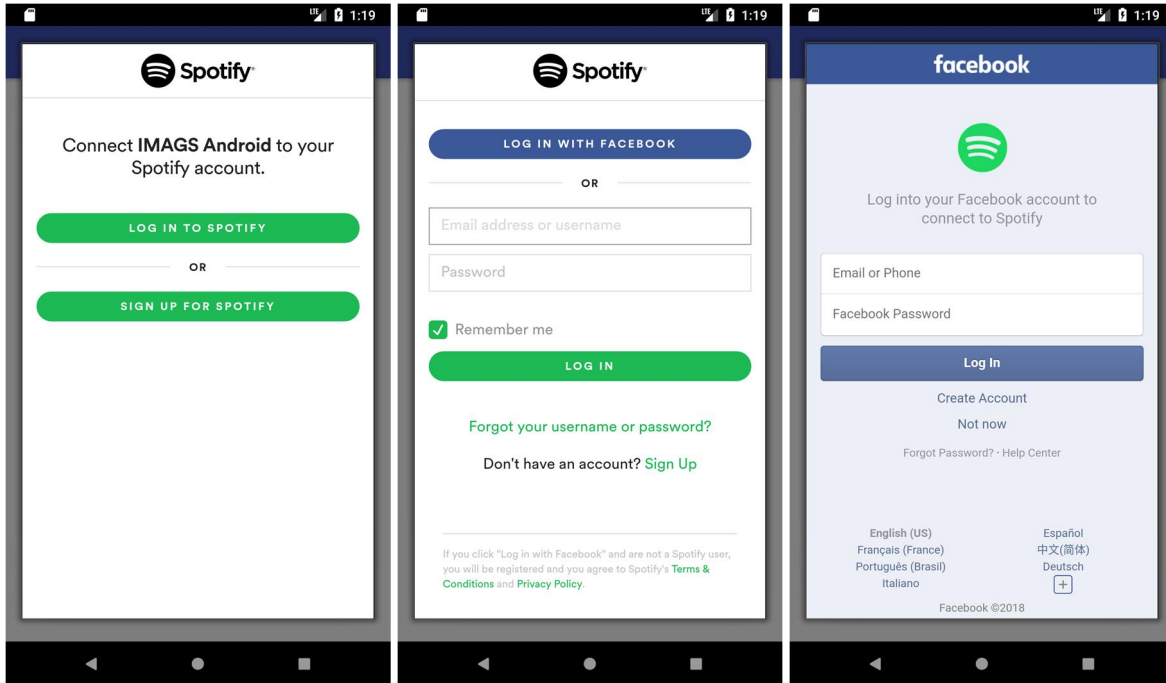 LTE 1:19
Spotify
Connect IMAGS Android to your
Spotify account.
LOG IN TO SPOTIFY
OR
SIGN UP FOR SPOTIFY
LTE 1:19
Spotify
LOG IN WITH FACEBOOK
OR
Email address or username
Password
Remember me
LOG IN
Forgot your username or password?
Don't have an account? Sign Up
If you click "Log in with Facebook" and are not a Spotify user,
you will be registered and you agree to Spotify's Terms &
Conditions and Privacy Policy.
LTE 1:19
facebook
Log into your Facebook account to
connect to Spotify
Email or Phone
Facebook Password
Log In
Create Account
Not now
Forgot Password? · Help Center
English (US) Español
Français (France) 中文(简体)
Português (Brasil) Deutsch
Italiano
Facebook ©2018